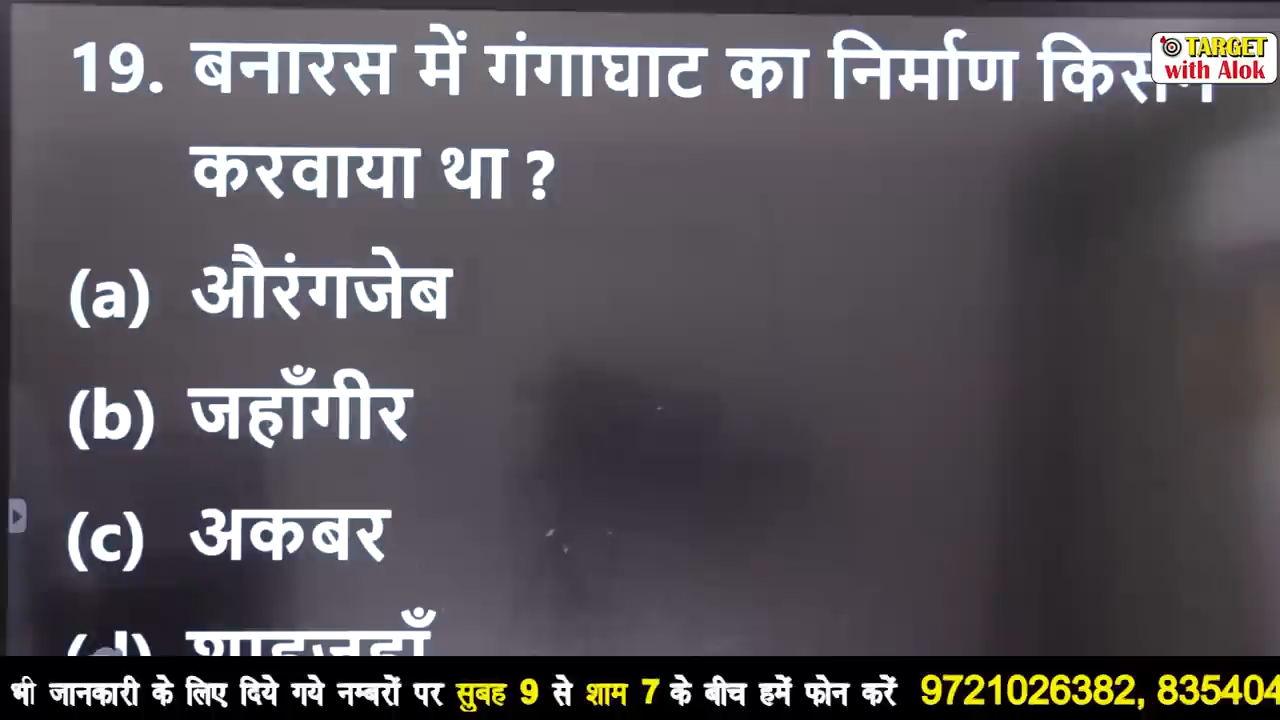 TARGET
with Alok
19. बनारस में गंगाघाट का निर्माण
करवाया था ?
(a) औरंगजेब
(b) जहाँगीर
(c) अकबर
(d) शाहजहाँ
भी जानकारी के लिए दिये गये नम्बरों पर सुबह 9 से शाम 7 के बीच हमें फोन करें 9721026382, 835404